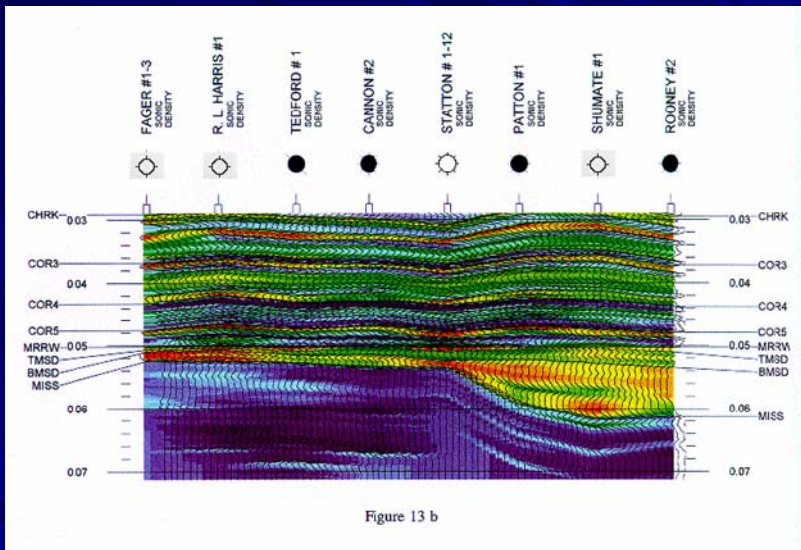 FAGER #1-3
SONIC
DENSITY
R. L. HARRIS #1
SONIC
DENSITY
TEDFORD # 1
SONIC
DENSITY
CANNON #2
SONIC
DENSITY
STATTON # 1-12
SONIC
DENSITY
PATTON #1
SONIC
DENSITY
SHUMATE #1
SONIC
DENSITY
ROONEY #2
SONIC
DENSITY
CHRK
0.03
0.03
CHRK
COR3
COR3
0.04
0.04
COR4
COR4
COR5
COR5
0.05
0.05
MRRW
MRRW
TMSD
TMSD
BMSD
BMSD
MISS
0.06
0.06
MISS
0.07
0.07
Figure 13 b